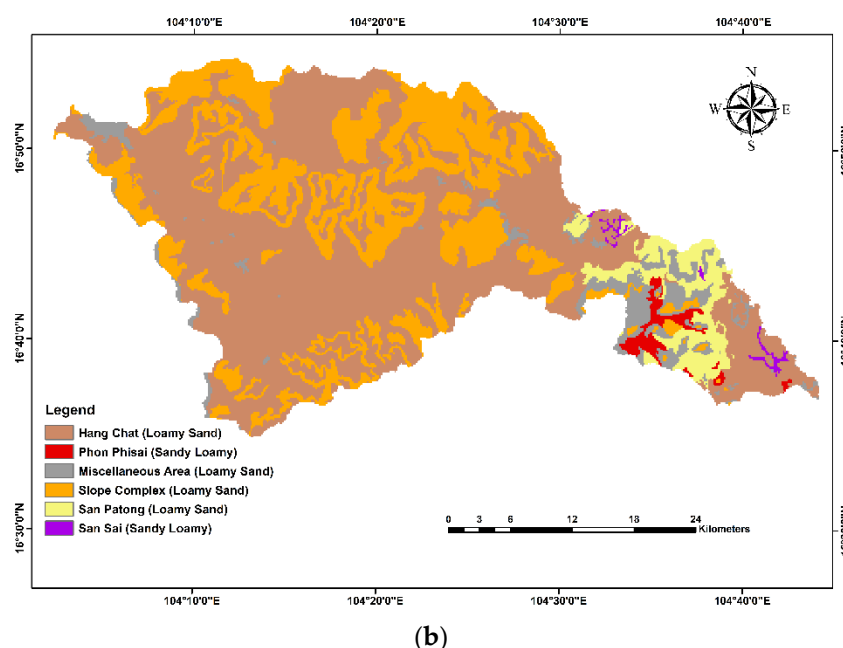 104°10'0"E 104°20'0"E 104°30'0"E 104°40'0"E
N
W E
S
16°50'0"N
16°40'0"N
16°30'0"N
Legend
Hang Chat (Loamy Sand)
Phon Phisai (Sandy Loamy)
Miscellaneous Area (Loamy Sand)
Slope Complex (Loamy Sand)
San Patong (Loamy Sand)
San Sai (Sandy Loamy)
0 3 6 12 18 24
Kilometers
104°10'0"E 104°20'0"E 104°30'0"E 104°40'0"E
(b)